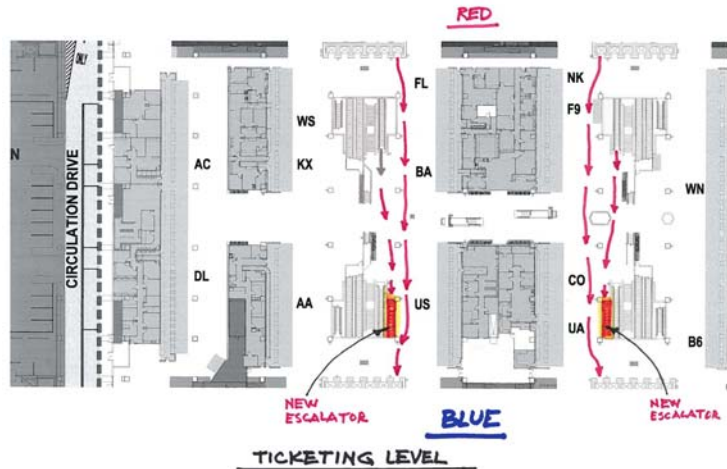 RED
ONLY
FL
NK
WS
F9
N
CIRCULATION DRIVE
AC
KX
BA
WN
DL
AA
US
CO
UA
B6
NEW
ESCALATOR
BLUE
NEW
ESCALATOR
TICKETING LEVEL